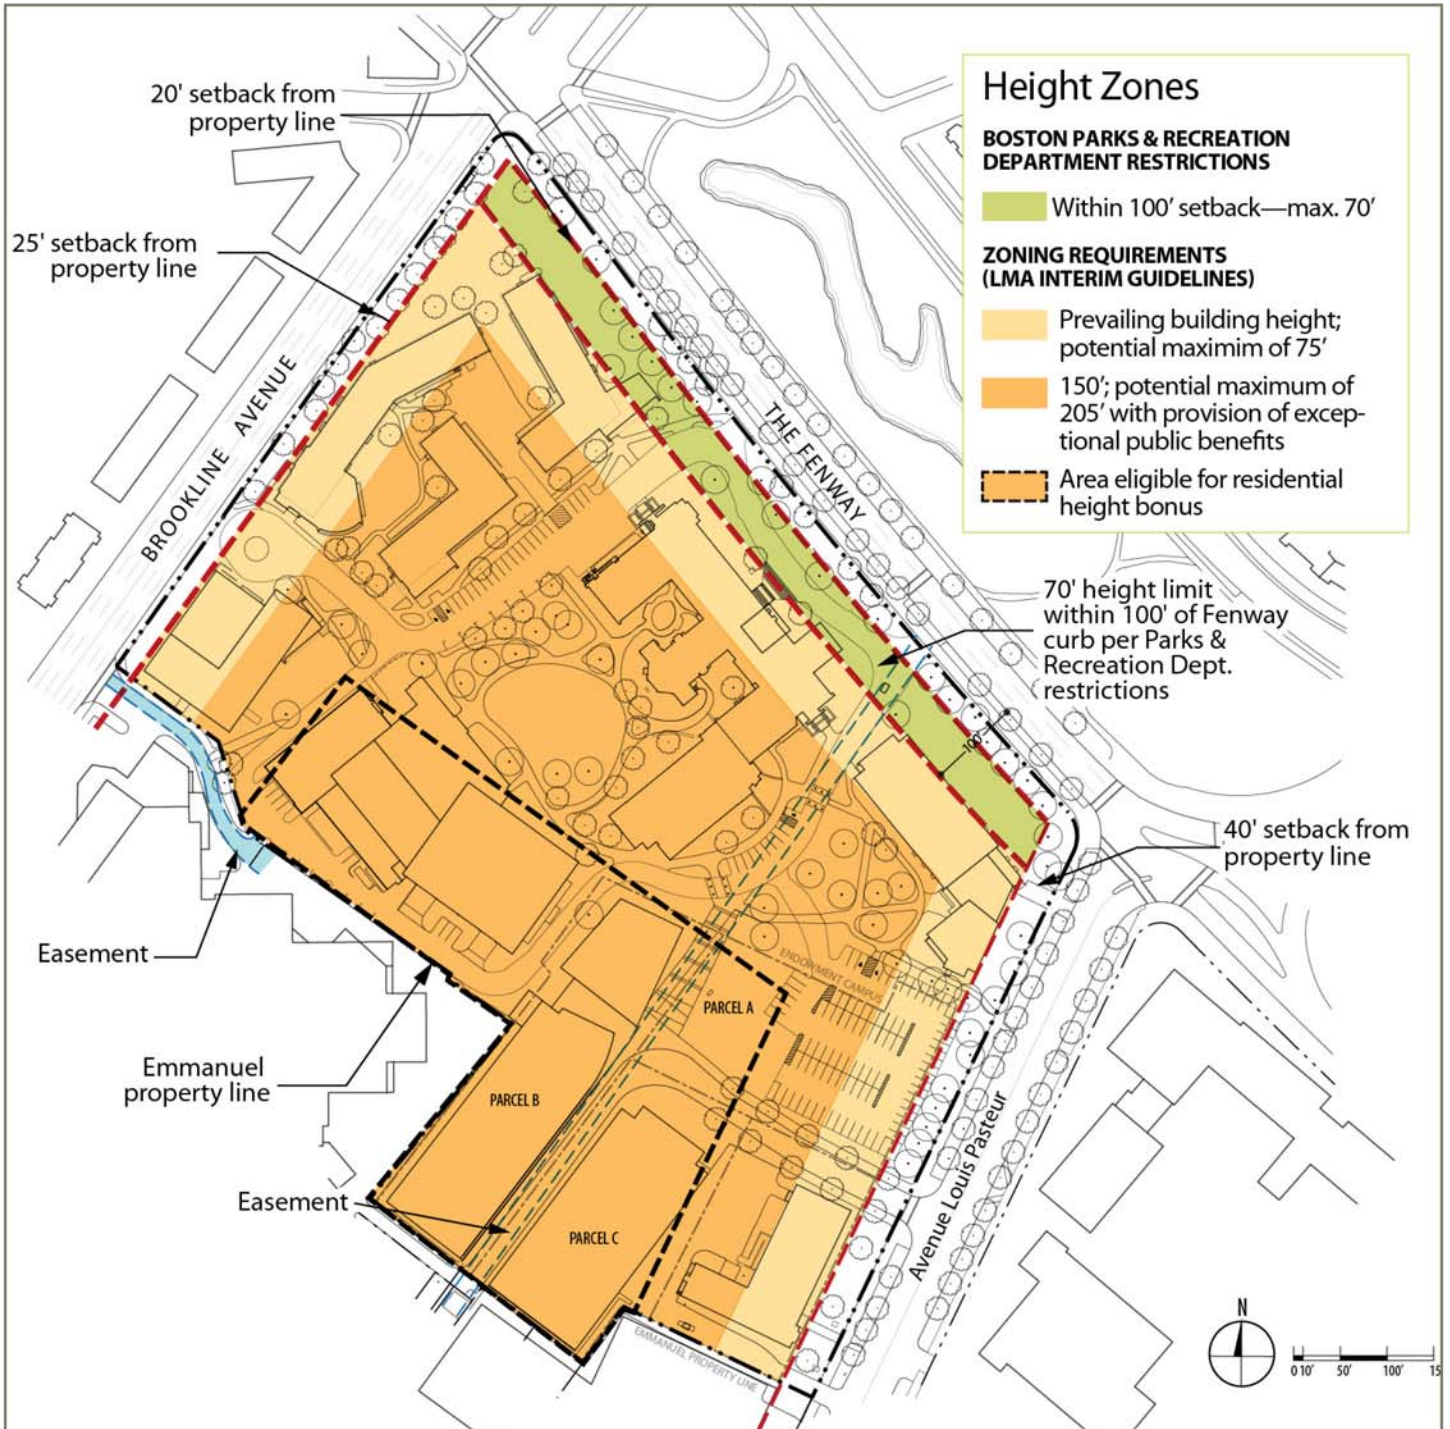 20' setback from
property line
25' setback from
property line
BROOKLINE AVENUE
THE FENWAY
Height Zones
BOSTON PARKS & RECREATION
DEPARTMENT RESTRICTIONS
Within 100' setback—max. 70'
ZONING REQUIREMENTS
(LMA INTERIM GUIDELINES)
Prevailing building height;
potential maximim of 75'
150'; potential maximum of
205' with provision of excep-
tional public benefits
Area eligible for residential
height bonus
70' height limit
within 100' of Fenway
curb per Parks &
Recreation Dept.
restrictions
100'
40' setback from
property line
Easement
Emmanuel
property line
ENDOWMENT CAMPUS
PARCEL A
PARCEL B
PARCEL C
Easement
Avenue Louis Pasteur
EMMANUEL PROPERTY LINE
N
0 10' 50' 100' 15